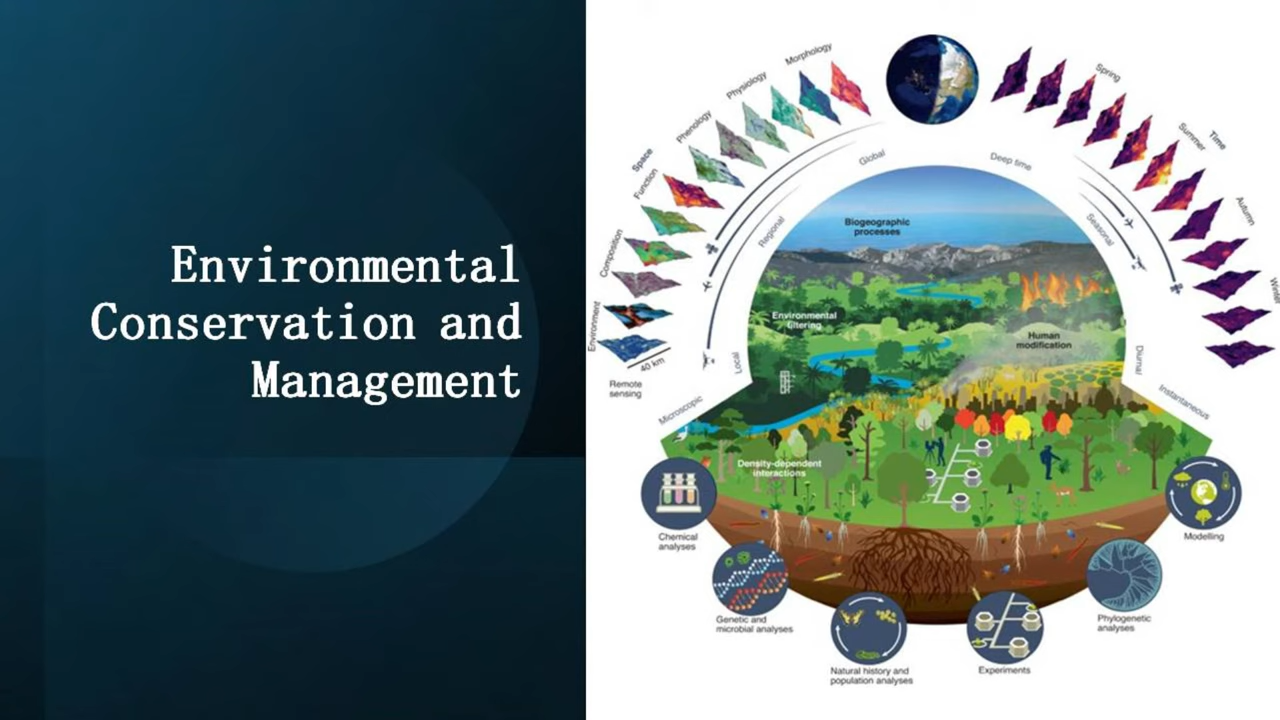 Environmental
Conservation and
Management
Morphology
Physiology
Phenology
Space
Function
Composition
Environment
40 km
Remote
sensing
Spring
Summer
Time
Autumn
Winter
Global
Deep time
Regional
Seasonal
Local
Diurnal
Microscopic
Instantaneous
Biogeographic
processes
Environmental
filtering
Human
modification
Density-dependent
interactions
Chemical
analyses
Genetic and
microbial analyses
Natural history and
population analyses
Experiments
Phylogenetic
analyses
Modelling